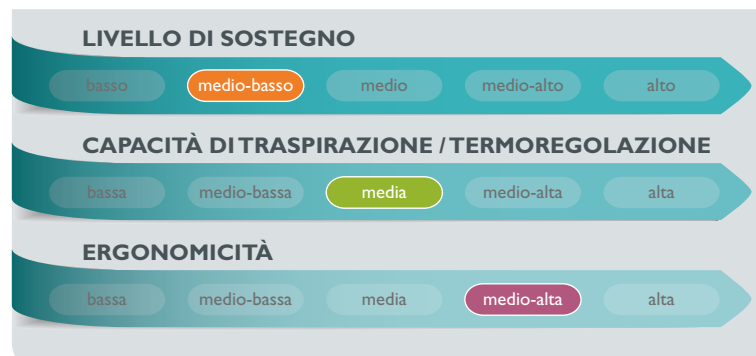 LIVELLO DI SOSTEGNO
basso medio-basso medio medio-alto alto
CAPACITÀ DI TRASPIRAZIONE / TERMOREGOLAZIONE
bassa medio-bassa media medio-alta alta
ERGONOMICITÀ
bassa medio-bassa media medio-alta alta